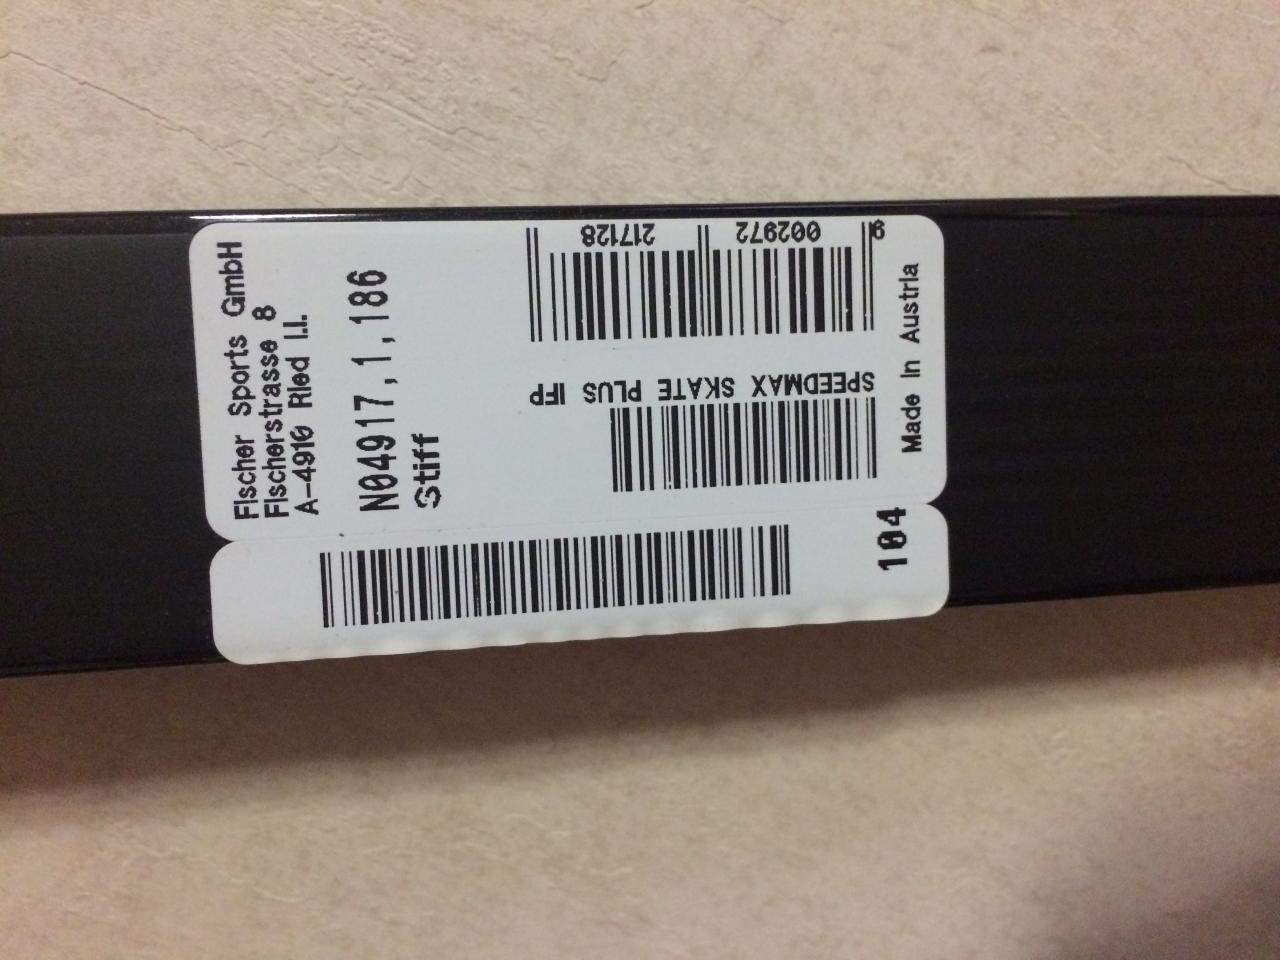 Fischer Sports GmbH
Fischerstrasse 8
A-4910 Ried I.I.
N04917,1,186
Stiff
9 002972 217128
SPEEDMAX SKATE PLUS IFP
Made In Austria
104